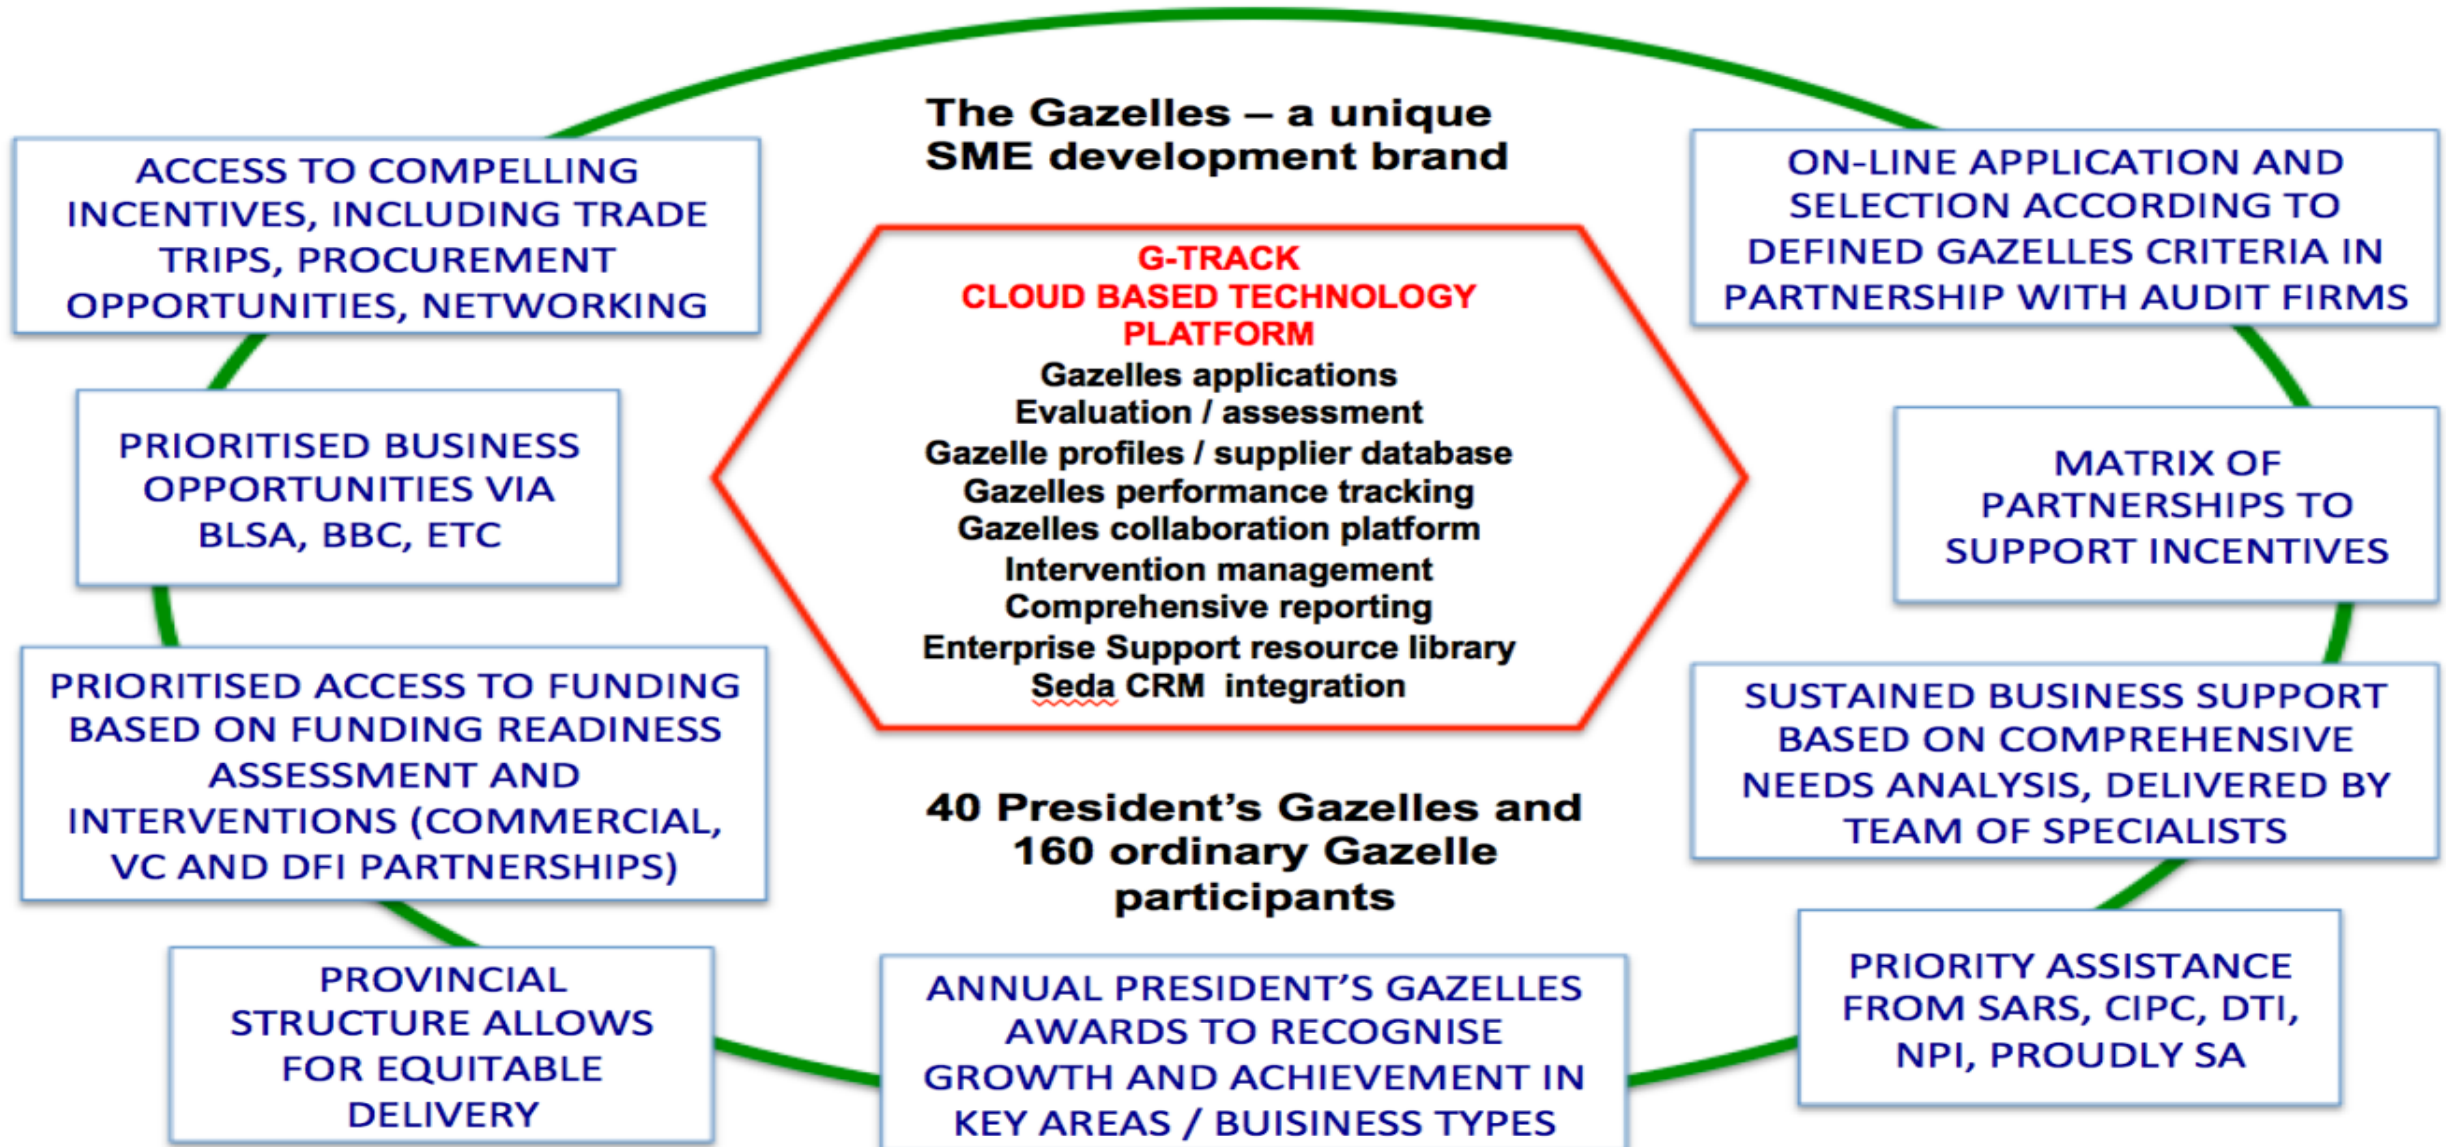 The Gazelles – a unique
SME development brand
ACCESS TO COMPELLING
INCENTIVES, INCLUDING TRADE
TRIPS, PROCUREMENT
OPPORTUNITIES, NETWORKING
ON-LINE APPLICATION AND
SELECTION ACCORDING TO
DEFINED GAZELLES CRITERIA IN
PARTNERSHIP WITH AUDIT FIRMS
G-TRACK
CLOUD BASED TECHNOLOGY
PLATFORM
Gazelles applications
Evaluation / assessment
Gazelle profiles / supplier database
Gazelles performance tracking
Gazelles collaboration platform
Intervention management
Comprehensive reporting
Enterprise Support resource library
Seda CRM integration
PRIORITISED BUSINESS
OPPORTUNITIES VIA
BLSA, BBC, ETC
MATRIX OF
PARTNERSHIPS TO
SUPPORT INCENTIVES
PRIORITISED ACCESS TO FUNDING
BASED ON FUNDING READINESS
ASSESSMENT AND
INTERVENTIONS (COMMERCIAL,
VC AND DFI PARTNERSHIPS)
SUSTAINED BUSINESS SUPPORT
BASED ON COMPREHENSIVE
NEEDS ANALYSIS, DELIVERED BY
TEAM OF SPECIALISTS
40 President’s Gazelles and
160 ordinary Gazelle
participants
PROVINCIAL
STRUCTURE ALLOWS
FOR EQUITABLE
DELIVERY
ANNUAL PRESIDENT’S GAZELLES
AWARDS TO RECOGNISE
GROWTH AND ACHIEVEMENT IN
KEY AREAS / BUISINESS TYPES
PRIORITY ASSISTANCE
FROM SARS, CIPC, DTI,
NPI, PROUDLY SA